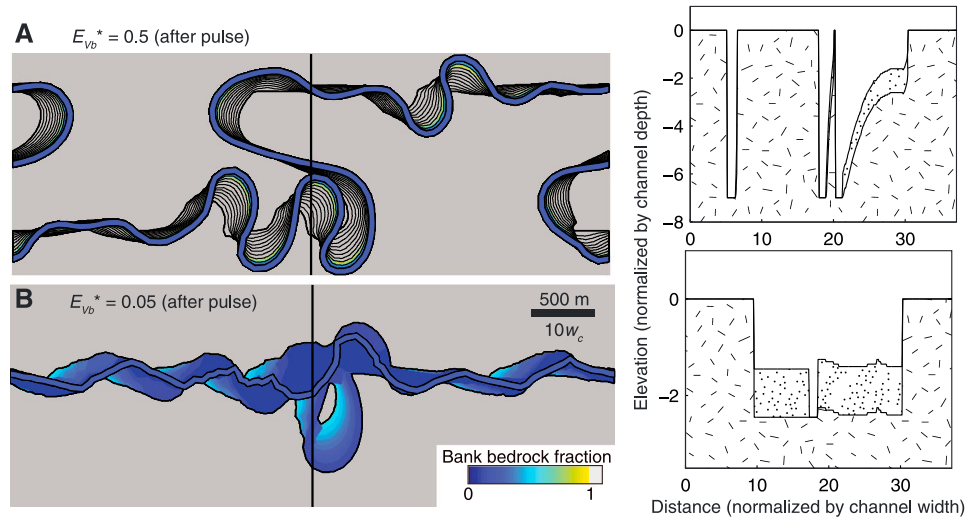 A
E_Vb* = 0.5 (after pulse)
B
E_Vb* = 0.05 (after pulse)
500 m
10w_c
Bank bedrock fraction
0 1
Elevation (normalized by channel depth)
0
−2
−4
−6
−8
0 10 20 30
0
−2
0 10 20 30
Distance (normalized by channel width)